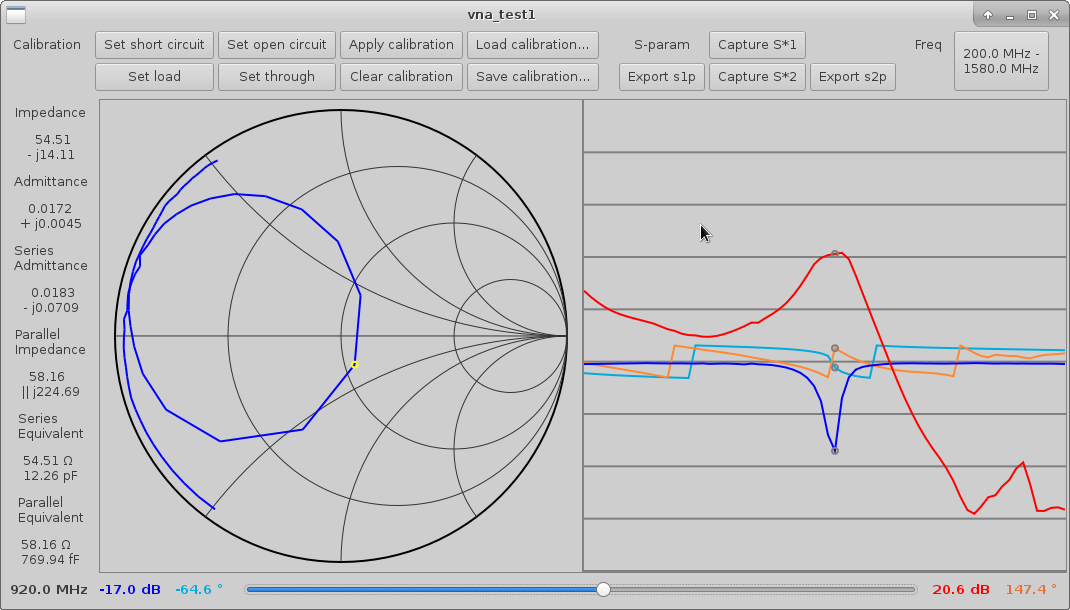 vna_test1
Calibration
Set short circuit
Set open circuit
Apply calibration
Load calibration...
S-param
Capture S*1
Freq
200.0 MHz -
1580.0 MHz
Set load
Set through
Clear calibration
Save calibration...
Export s1p
Capture S*2
Export s2p
Impedance
54.51
- j14.11
Admittance
0.0172
+ j0.0045
Series
Admittance
0.0183
- j0.0709
Parallel
Impedance
58.16
|| j224.69
Series
Equivalent
54.51 Ω
12.26 pF
Parallel
Equivalent
58.16 Ω
769.94 fF
920.0 MHz
-17.0 dB
-64.6 °
20.6 dB
147.4 °